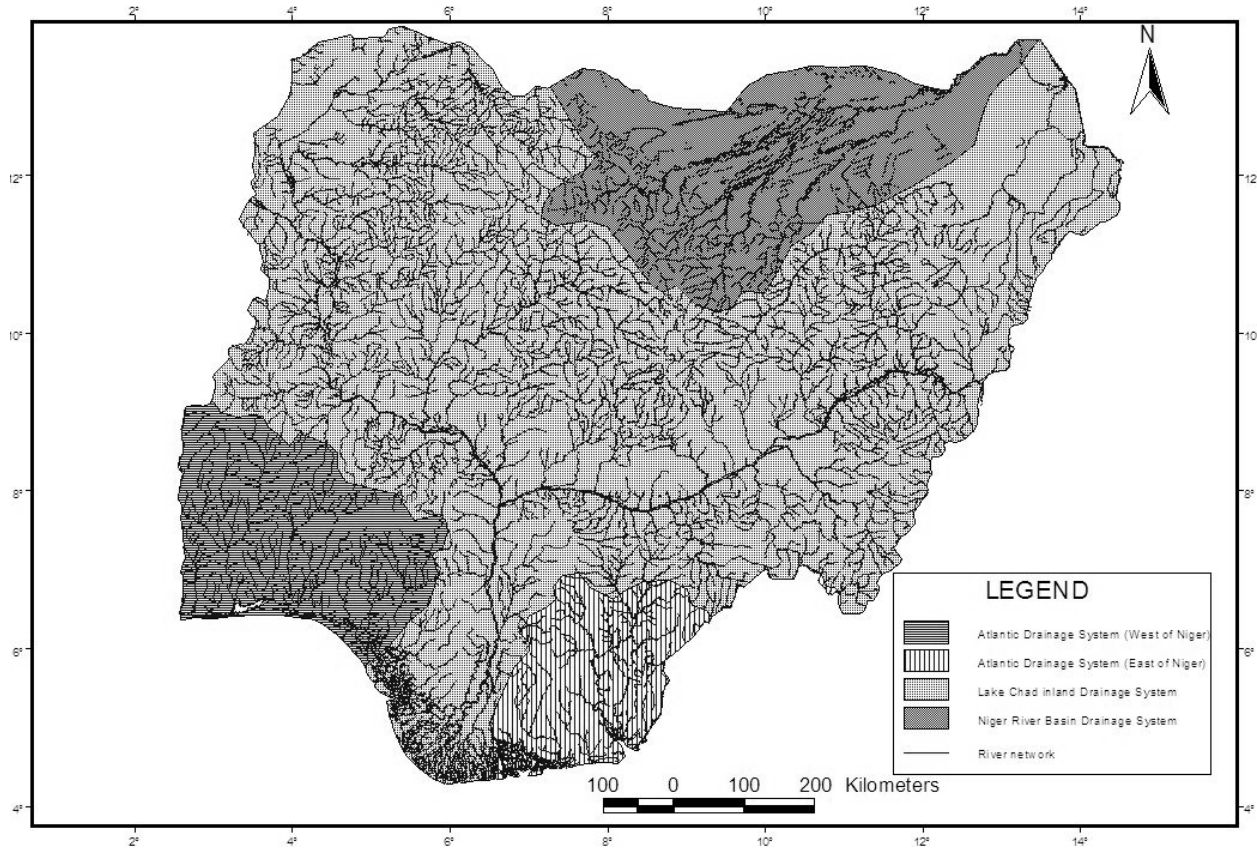 2° 4° 6° 8° 10° 12° 14°
N
12° 12
10° 10
8° 8°
6° 6°
4° 4°
LEGEND
Atlantic Drainage System (West of Niger)
Atlantic Drainage System (East of Niger)
Lake Chad inland Drainage System
Niger River Basin Drainage System
River network
100 0 100 200 Kilometers
2° 4° 6° 8° 10° 12° 14°